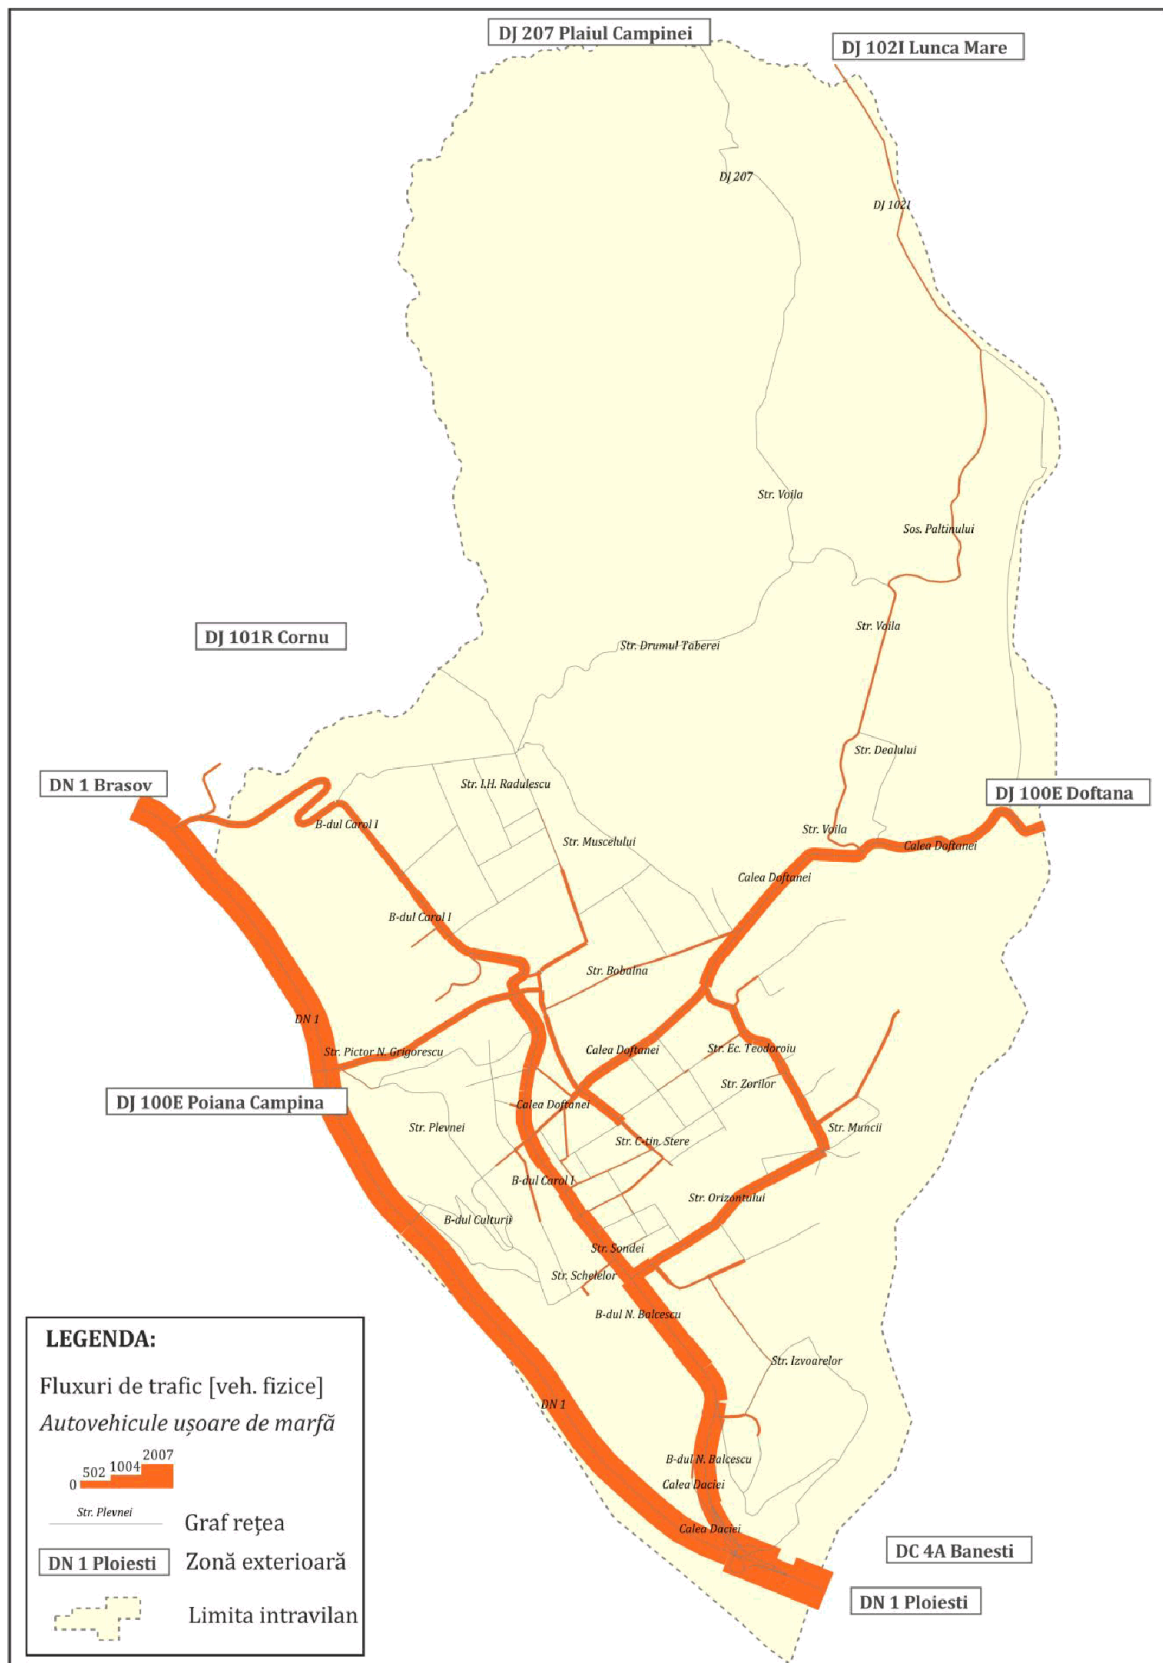 DJ 207 Plaiul Campinei
DJ 102I Lunca Mare
DJ 207
DJ 102I
Str. Voila
Sos. Paltinului
Str. Voila
DJ 101R Cornu
Str. Drumul Taberei
Str. Dealului
DN 1 Brasov
Str. I.H. Radulescu
DJ 100E Doftana
B-dul Carol I
Str. Voila
Str. Muscelului
Calea Doftanei
Calea Doftanei
B-dul Carol I
Str. Bobalna
DN 1
Str. Pictor N. Grigorescu
Calea Doftanei
Str. Ec. Teodoroiu
Str. Zorilor
DJ 100E Poiana Campina
Calea Doftanei
Str. Plevnei
Str. C-tin. Stere
Str. Muncii
B-dul Carol I
Str. Orizontului
B-dul Culturii
Str. Sondei
Str. Schelelor
B-dul N. Balcescu
Str. Izvoarelor
DN 1
B-dul N. Balcescu
Calea Daciei
Calea Daciei
DC 4A Banesti
DN 1 Ploiesti
LEGENDA:
Fluxuri de trafic [veh. fizice]
Autovehicule ușoare de marfă
0 502 1004 2007
Str. Plevnei
Graf rețea
DN 1 Ploiesti
Zonă exterioară
Limita intravilan